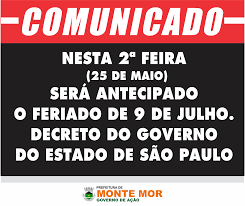 COMUNICADO
NESTA 2ª FEIRA
(25 DE MAIO)
SERÁ ANTECIPADO
O FERIADO DE 9 DE JULHO.
DECRETO DO GOVERNO
DO ESTADO DE SÃO PAULO
PREFEITURA DE
MONTE MOR
GOVERNO DE AÇÃO